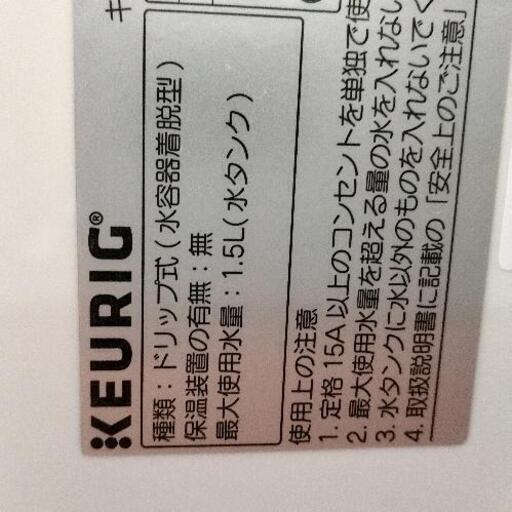 KEURIG®
種類：ドリップ式(水容器着脱型)
保温装置の有無：無
最大使用水量：1.5L(水タンク)
使用上の注意
1. 定格15A以上のコンセントを単独で使
2. 最大使用水量を超える量の水を入れない
3. 水タンクに水以外のものを入れないでく
4. 取扱説明書に記載の「安全上のご注意」